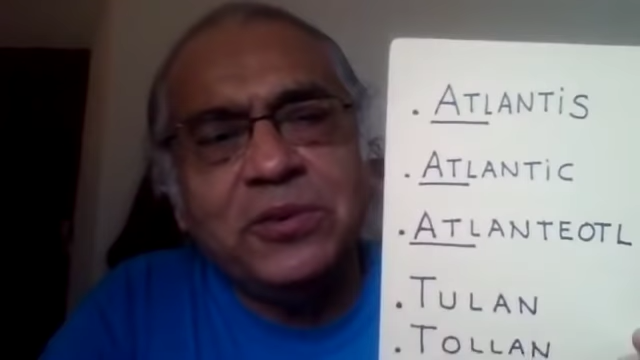 . ATLANTiS
. ATLANTiC
. ATLANTEOTL
. TULAN
. TOLLAN